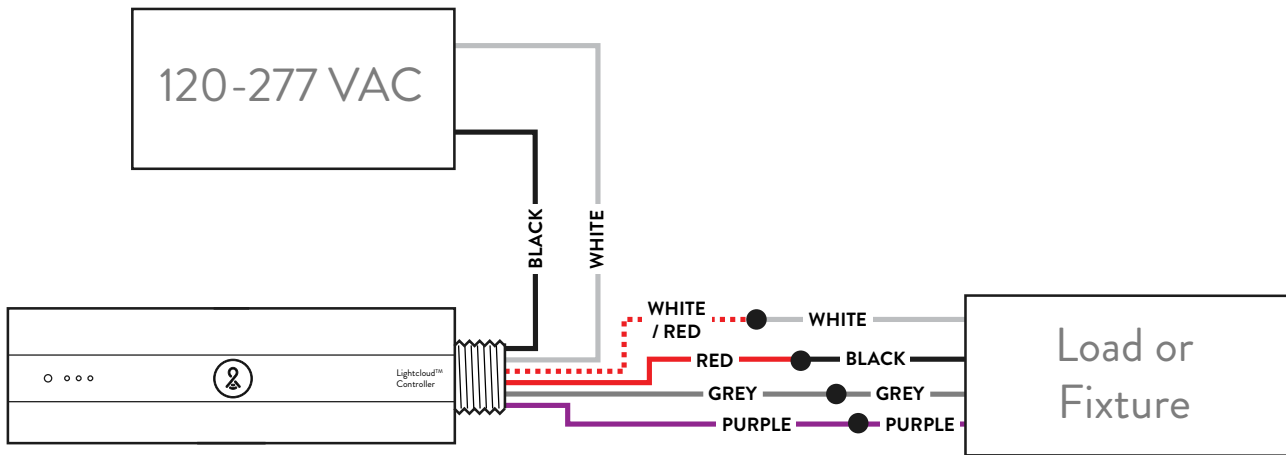 120-277 VAC
BLACK
WHITE
WHITE
/ RED
WHITE
RED
BLACK
Lightcloud™
Controller
GREY
GREY
PURPLE
PURPLE
Load or
Fixture